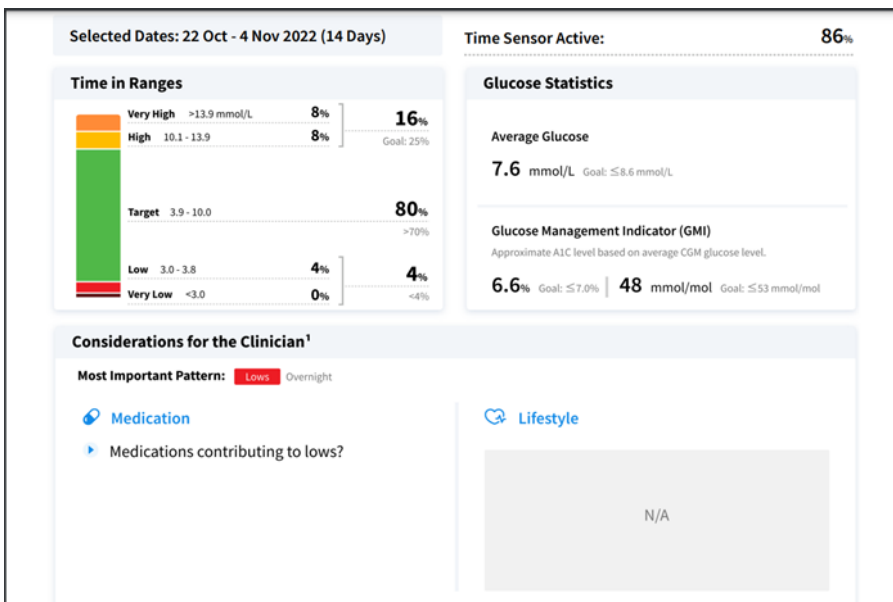 Selected Dates: 22 Oct - 4 Nov 2022 (14 Days)
Time Sensor Active: 86%
Time in Ranges
Very High >13.9 mmol/L 8%
High 10.1 - 13.9 8%
16%
Goal: 25%
Target 3.9 - 10.0 80%
>70%
Low 3.0 - 3.8 4%
Very Low <3.0 0%
4%
<4%
Glucose Statistics
Average Glucose
7.6 mmol/L Goal: ≤8.6 mmol/L
Glucose Management Indicator (GMI)
Approximate A1C level based on average CGM glucose level.
6.6% Goal: ≤7.0% | 48 mmol/mol Goal: ≤53 mmol/mol
Considerations for the Clinician¹
Most Important Pattern: Lows Overnight
Medication
Medications contributing to lows?
Lifestyle
N/A